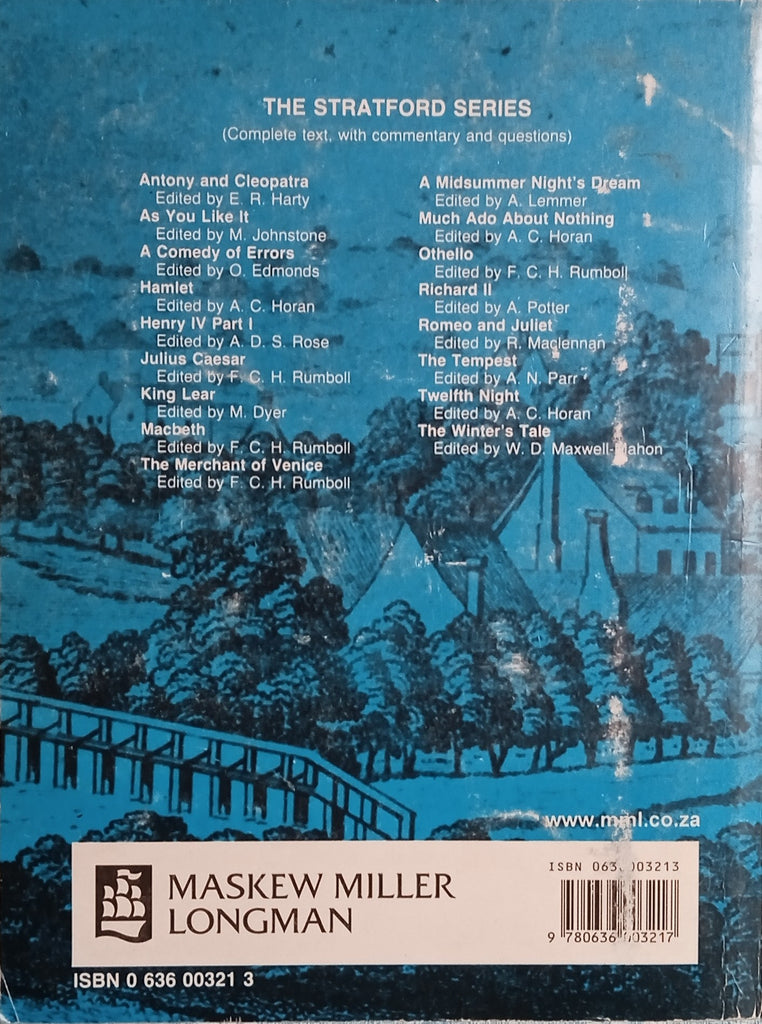 THE STRATFORD SERIES
(Complete text, with commentary and questions)
Antony and Cleopatra
Edited by E. R. Harty
As You Like It
Edited by M. Johnstone
A Comedy of Errors
Edited by O. Edmonds
Hamlet
Edited by A. C. Horan
Henry IV Part I
Edited by A. D. S. Rose
Julius Caesar
Edited by F. C. H. Rumboll
King Lear
Edited by M. Dyer
Macbeth
Edited by F. C. H. Rumboll
The Merchant of Venice
Edited by F. C. H. Rumboll
A Midsummer Night's Dream
Edited by A. Lemmer
Much Ado About Nothing
Edited by A. C. Horan
Othello
Edited by F. C. H. Rumboll
Richard II
Edited by A. Potter
Romeo and Juliet
Edited by R. Maclennan
The Tempest
Edited by A. N. Parr
Twelfth Night
Edited by A. C. Horan
The Winter's Tale
Edited by W. D. Maxwell-Mahon
www.mml.co.za
MASKEW MILLER
LONGMAN
ISBN 0 636 00321 3
ISBN
9 780636 003217